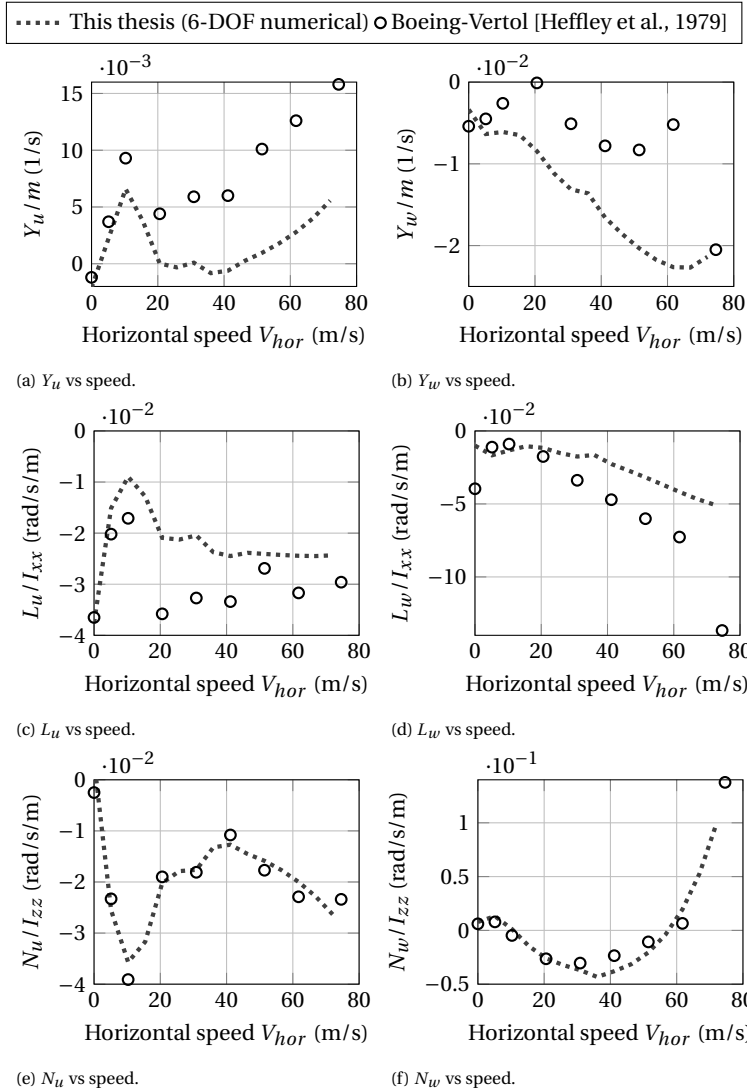 This thesis (6-DOF numerical) Boeing-Vertol [Heffley et al., 1979]
·10⁻³
15
10
5
0
Y_u/m (1/s)
0 20 40 60 80
Horizontal speed V_hor (m/s)
(a) Y_u vs speed.
·10⁻²
0
−1
−2
Y_w/m (1/s)
0 20 40 60 80
Horizontal speed V_hor (m/s)
(b) Y_w vs speed.
·10⁻²
0
−1
−2
−3
−4
L_u/I_xx (rad/s/m)
0 20 40 60 80
Horizontal speed V_hor (m/s)
(c) L_u vs speed.
·10⁻²
0
−5
−10
L_w/I_xx (rad/s/m)
0 20 40 60 80
Horizontal speed V_hor (m/s)
(d) L_w vs speed.
·10⁻²
0
−1
−2
−3
−4
N_u/I_zz (rad/s/m)
0 20 40 60 80
Horizontal speed V_hor (m/s)
(e) N_u vs speed.
·10⁻¹
1
0.5
0
−0.5
N_w/I_zz (rad/s/m)
0 20 40 60 80
Horizontal speed V_hor (m/s)
(f) N_w vs speed.